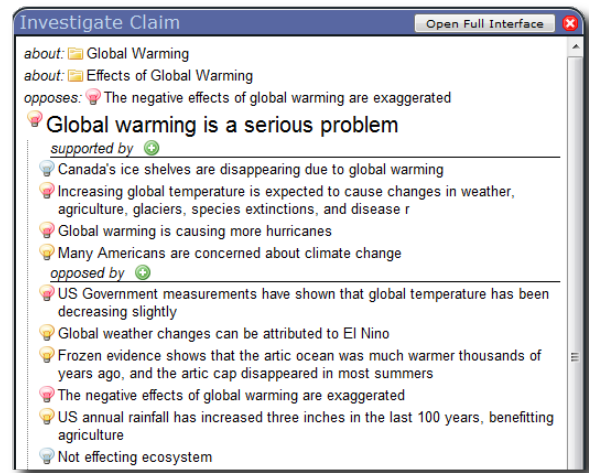 Investigate Claim Open Full Interface
about: Global Warming
about: Effects of Global Warming
opposes: The negative effects of global warming are exaggerated
Global warming is a serious problem
supported by
Canada's ice shelves are disappearing due to global warming
Increasing global temperature is expected to cause changes in weather,
agriculture, glaciers, species extinctions, and disease r
Global warming is causing more hurricanes
Many Americans are concerned about climate change
opposed by
US Government measurements have shown that global temperature has been
decreasing slightly
Global weather changes can be attributed to El Nino
Frozen evidence shows that the artic ocean was much warmer thousands of
years ago, and the artic cap disappeared in most summers
The negative effects of global warming are exaggerated
US annual rainfall has increased three inches in the last 100 years, benefitting
agriculture
Not effecting ecosystem